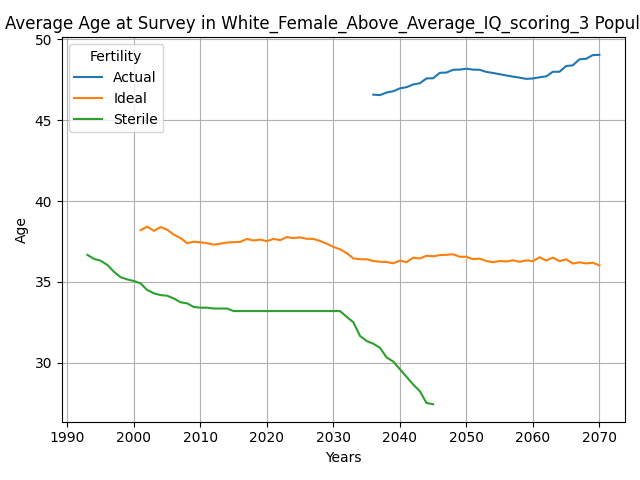 Average Age at Survey in White_Female_Above_Average_IQ_scoring_3 Popul
50
45
40
35
30
Age
Fertility
Actual
Ideal
Sterile
1990 2000 2010 2020 2030 2040 2050 2060 2070
Years